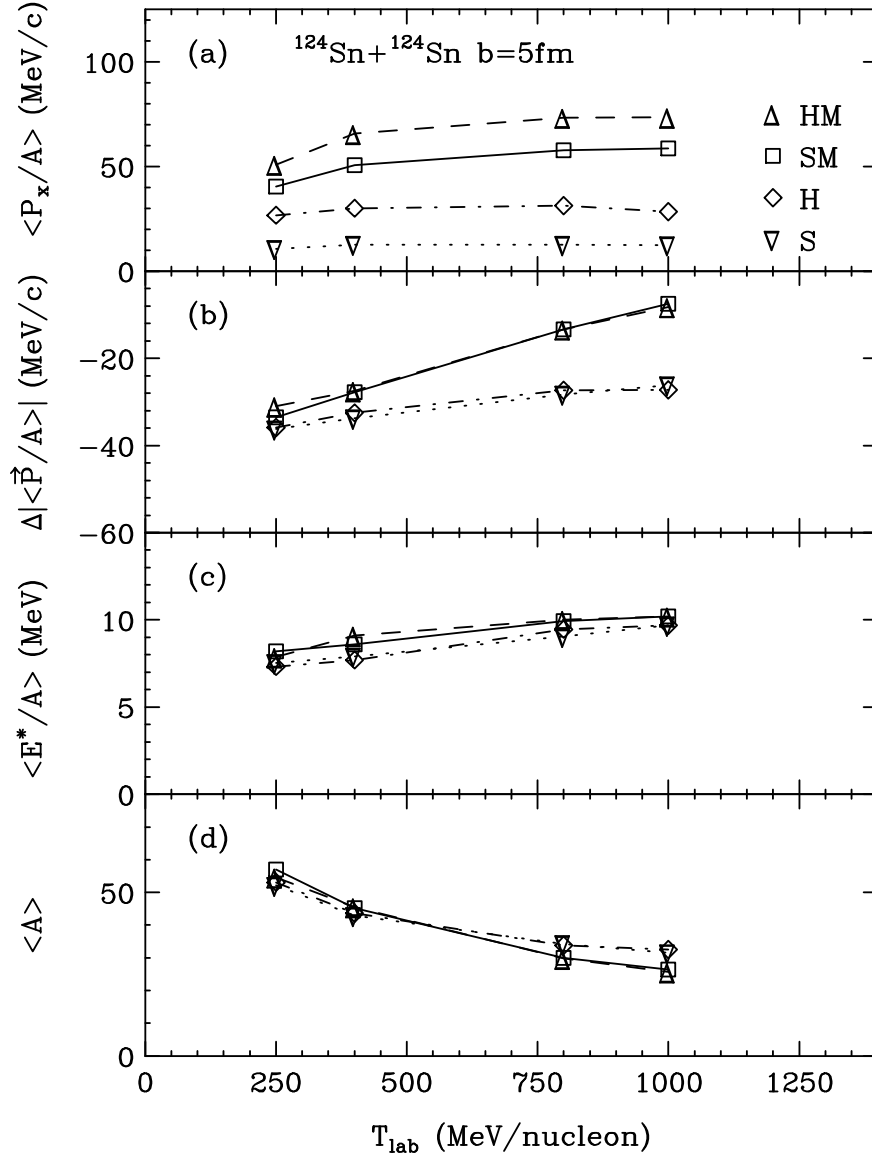 (a) ¹²⁴Sn+¹²⁴Sn b=5fm
<Pₓ/A> (MeV/c)
100
50
0
HM
SM
H
S
(b)
Δ|<P⃗/A>| (MeV/c)
−20
−40
−60
(c)
<E*/A> (MeV)
10
5
0
(d)
<A>
50
0
0 250 500 750 1000 1250
T_lab (MeV/nucleon)